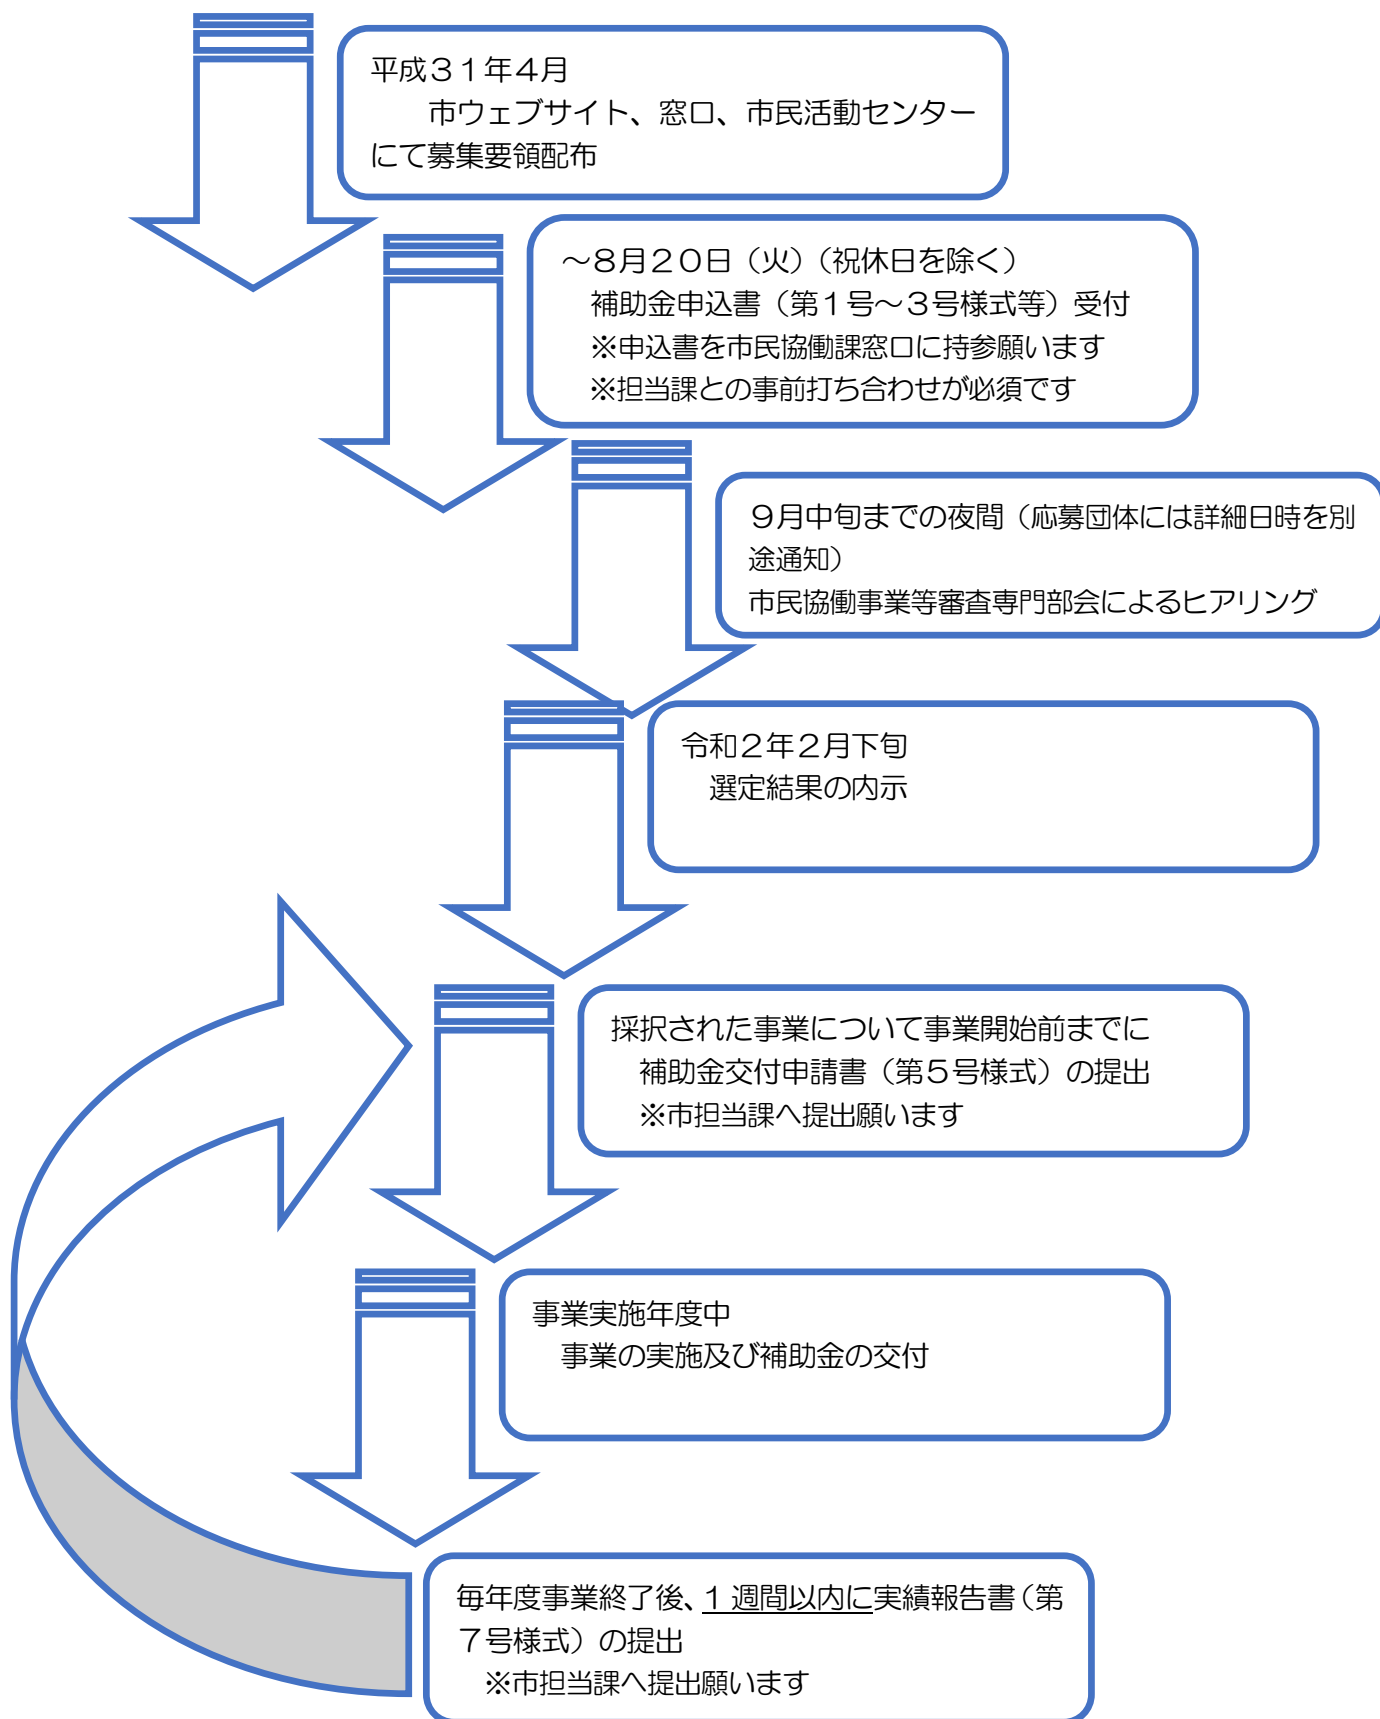 平成３１年４月
市ウェブサイト、窓口、市民活動センター
にて募集要領配布
～８月２０日（火）（祝休日を除く）
補助金申込書（第１号～３号様式等）受付
※申込書を市民協働課窓口に持参願います
※担当課との事前打ち合わせが必須です
９月中旬までの夜間（応募団体には詳細日時を別
途通知）
市民協働事業等審査専門部会によるヒアリング
令和２年２月下旬
選定結果の内示
採択された事業について事業開始前までに
補助金交付申請書（第５号様式）の提出
※市担当課へ提出願います
事業実施年度中
事業の実施及び補助金の交付
毎年度事業終了後、１週間以内に実績報告書（第
７号様式）の提出
※市担当課へ提出願います